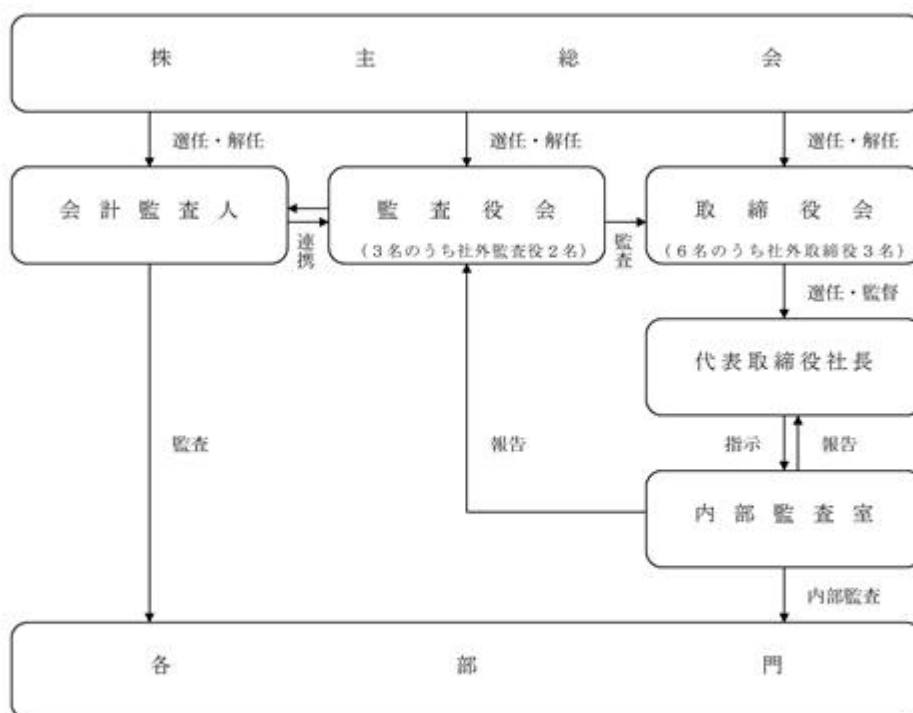 株主総会
選任・解任
選任・解任
選任・解任
会計監査人
監査役会
取締役会
(3名のうち社外監査役2名)
(6名のうち社外取締役3名)
連携
監査
選任・監督
代表取締役社長
監査
報告
指示
報告
内部監査室
内部監査
各部門